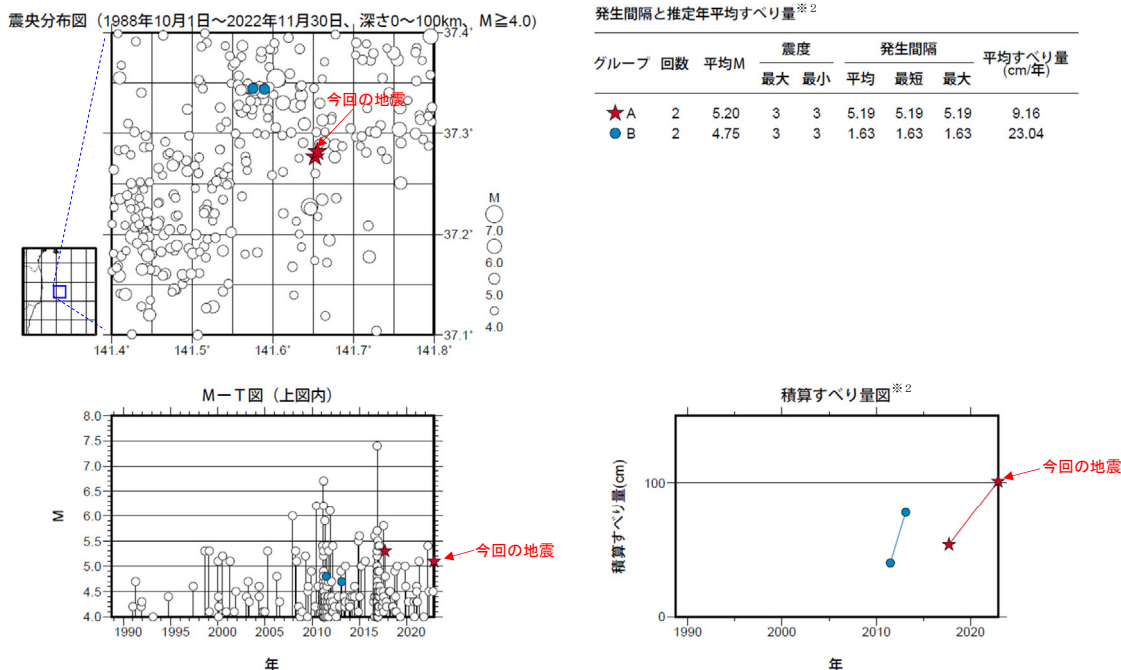 震央分布図（1988年10月1日～2022年11月30日、深さ0～100km、M≧4.0)
37.4˚
37.3˚
37.2˚
37.1˚
141.4˚ 141.5˚ 141.6˚ 141.7˚ 141.8˚
今回の地震
M
7.0
6.0
5.0
4.0
発生間隔と推定年平均すべり量※2
グループ 回数 平均M 震度 発生間隔 平均すべり量(cm/年)
最大 最小 平均 最短 最大
A 2 5.20 3 3 5.19 5.19 5.19 9.16
B 2 4.75 3 3 1.63 1.63 1.63 23.04
M－T図（上図内）
M
8.0
7.5
7.0
6.5
6.0
5.5
5.0
4.5
4.0
1990 1995 2000 2005 2010 2015 2020
年
今回の地震
積算すべり量図※2
積算すべり量(cm)
100
0
1990 2000 2010 2020
年
今回の地震